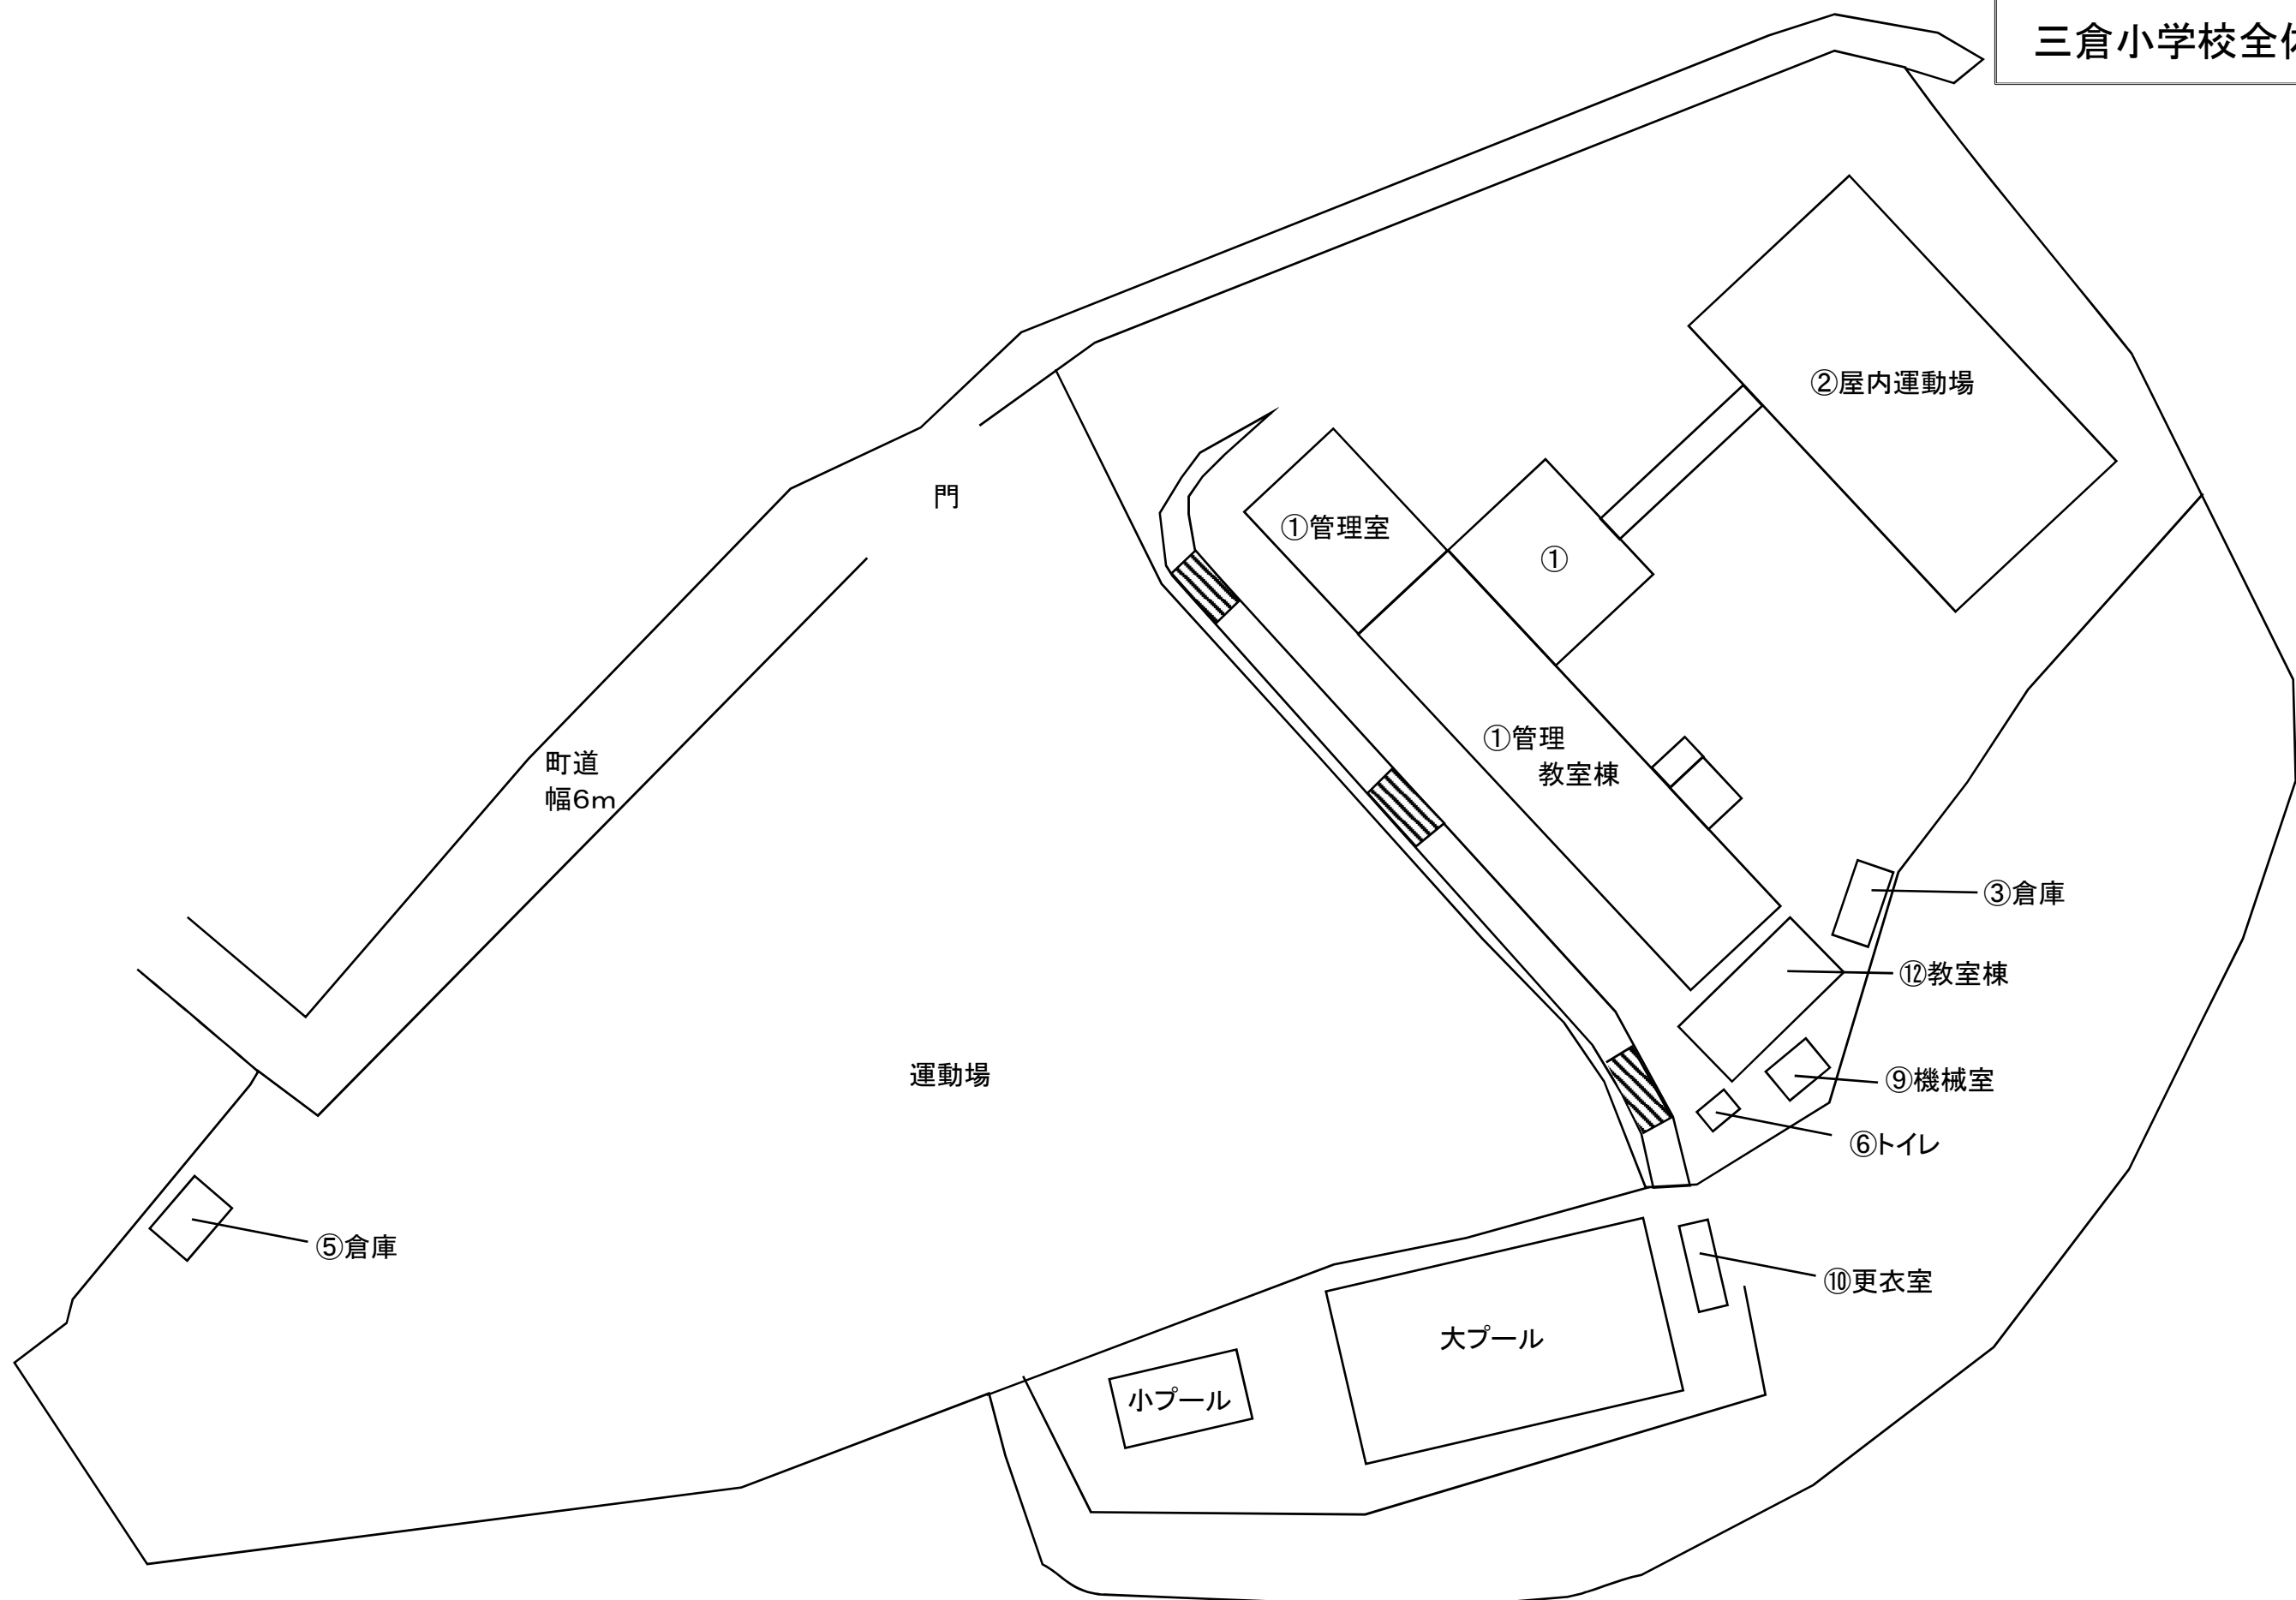 三倉小学校全
②屋内運動場
門
①管理室
①
①管理
教室棟
町道
幅6m
③倉庫
⑫教室棟
運動場
⑨機械室
⑥トイレ
⑤倉庫
⑩更衣室
大プール
小プール